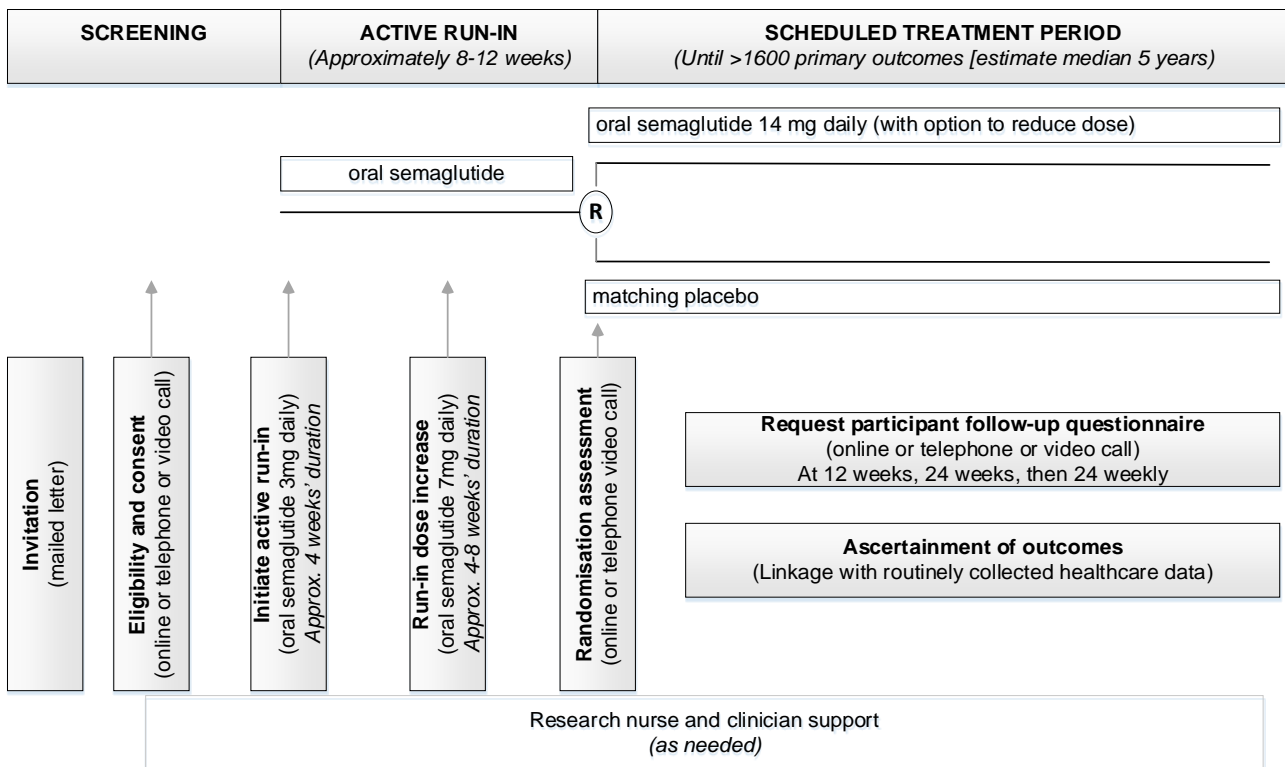 SCREENING
ACTIVE RUN-IN
(Approximately 8-12 weeks)
SCHEDULED TREATMENT PERIOD
(Until >1600 primary outcomes [estimate median 5 years)
oral semaglutide 14 mg daily (with option to reduce dose)
oral semaglutide
R
matching placebo
Invitation
(mailed letter)
Eligibility and consent
(online or telephone or video call)
Initiate active run-in
(oral semaglutide 3mg daily)
Approx. 4 weeks' duration
Run-in dose increase
(oral semaglutide 7mg daily)
Approx. 4-8 weeks' duration
Randomisation assessment
(online or telephone video call)
Request participant follow-up questionnaire
(online or telephone or video call)
At 12 weeks, 24 weeks, then 24 weekly
Ascertainment of outcomes
(Linkage with routinely collected healthcare data)
Research nurse and clinician support
(as needed)